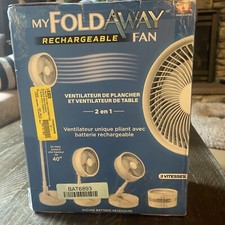 MY FOLDAWAY
RECHARGEABLE FAN
VENTILATEUR DE PLANCHER
ET VENTILATEUR DE TABLE
2 en 1
Ventilateur unique pliant avec
batterie rechargeable
40"
3 VITESSES
BAT6893